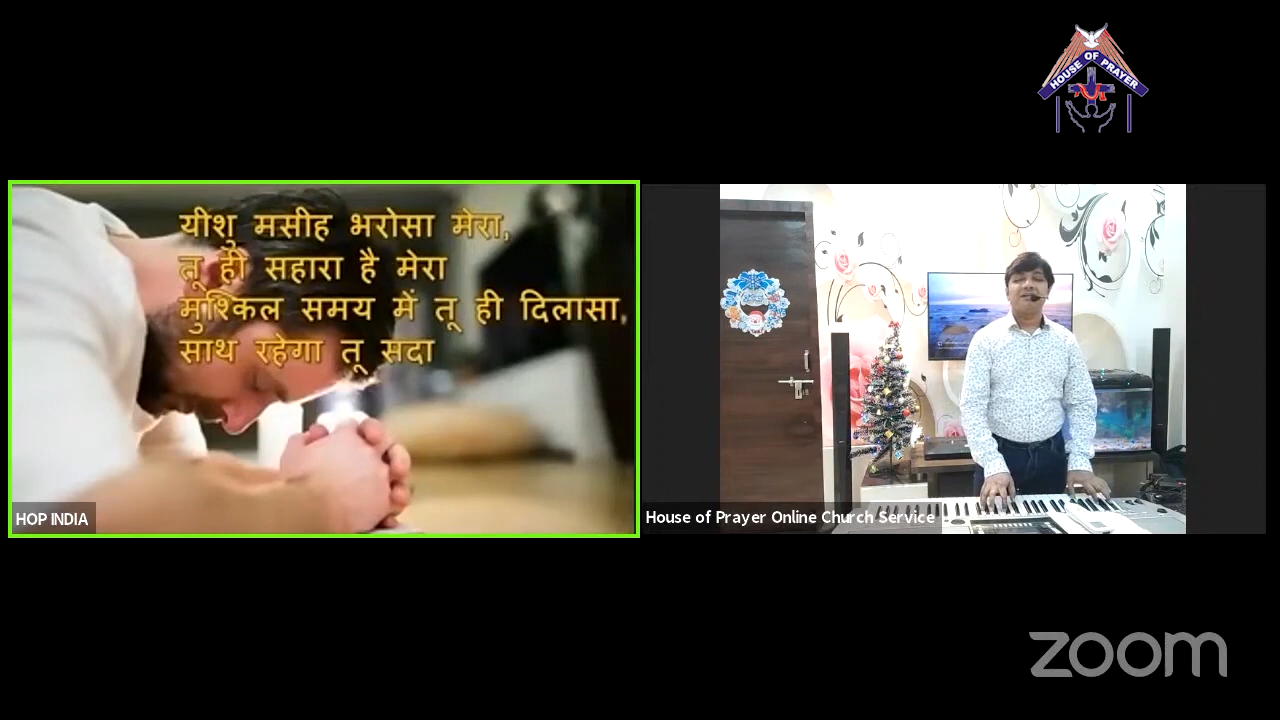 HOUSE OF PRAYER
यीशु मसीह भरोसा मेरा,
तू ही सहारा है मेरा
मुश्किल समय में तू ही दिलासा,
साथ रहेगा तू सदा
HOP INDIA
House of Prayer Online Church Service
zoom